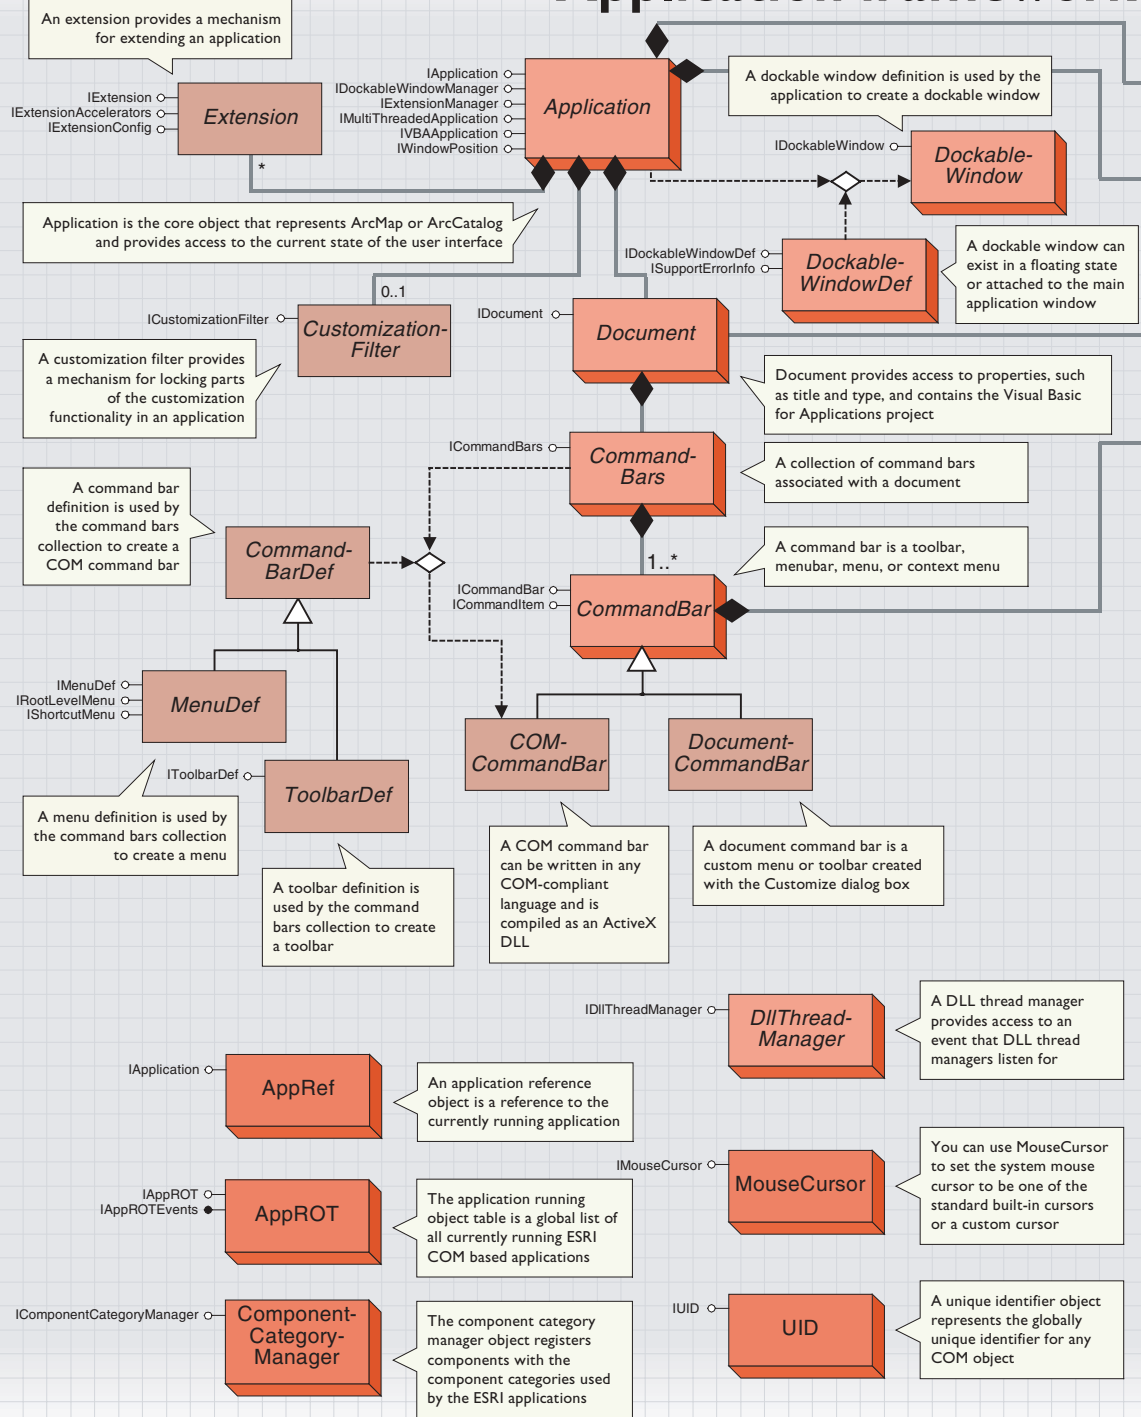 Application framework
An extension provides a mechanism
for extending an application
IExtension
IExtensionAccelerators
IExtensionConfig
Extension
*
IApplication
IDockableWindowManager
IExtensionManager
IMultiThreadedApplication
IVBAApplication
IWindowPosition
Application
A dockable window definition is used by the
application to create a dockable window
IDockableWindow
Dockable-
Window
Application is the core object that represents ArcMap or ArcCatalog
and provides access to the current state of the user interface
IDockableWindowDef
ISupportErrorInfo
Dockable-
WindowDef
A dockable window can
exist in a floating state
or attached to the main
application window
0..1
ICustomizationFilter
Customization-
Filter
IDocument
Document
A customization filter provides
a mechanism for locking parts
of the customization
functionality in an application
Document provides access to properties, such
as title and type, and contains the Visual Basic
for Applications project
ICommandBars
Command-
Bars
A collection of command bars
associated with a document
A command bar
definition is used by
the command bars
collection to create a
COM command bar
Command-
BarDef
1..*
A command bar is a toolbar,
menubar, menu, or context menu
ICommandBar
ICommandItem
CommandBar
IMenuDef
IRootLevelMenu
IShortcutMenu
MenuDef
COM-
CommandBar
Document-
CommandBar
IToolbarDef
ToolbarDef
A menu definition is used by
the command bars collection
to create a menu
A toolbar definition is
used by the command
bars collection to create
a toolbar
A COM command bar
can be written in any
COM-compliant
language and is
compiled as an ActiveX
DLL
A document command bar is a
custom menu or toolbar created
with the Customize dialog box
IDllThreadManager
DllThread-
Manager
A DLL thread manager
provides access to an
event that DLL thread
managers listen for
IApplication
AppRef
An application reference
object is a reference to the
currently running application
IMouseCursor
MouseCursor
You can use MouseCursor
to set the system mouse
cursor to be one of the
standard built-in cursors
or a custom cursor
IAppROT
IAppROTEvents
AppROT
The application running
object table is a global list of
all currently running ESRI
COM based applications
IComponentCategoryManager
Component-
Category-
Manager
The component category
manager object registers
components with the
component categories used
by the ESRI applications
IUID
UID
A unique identifier object
represents the globally
unique identifier for any
COM object